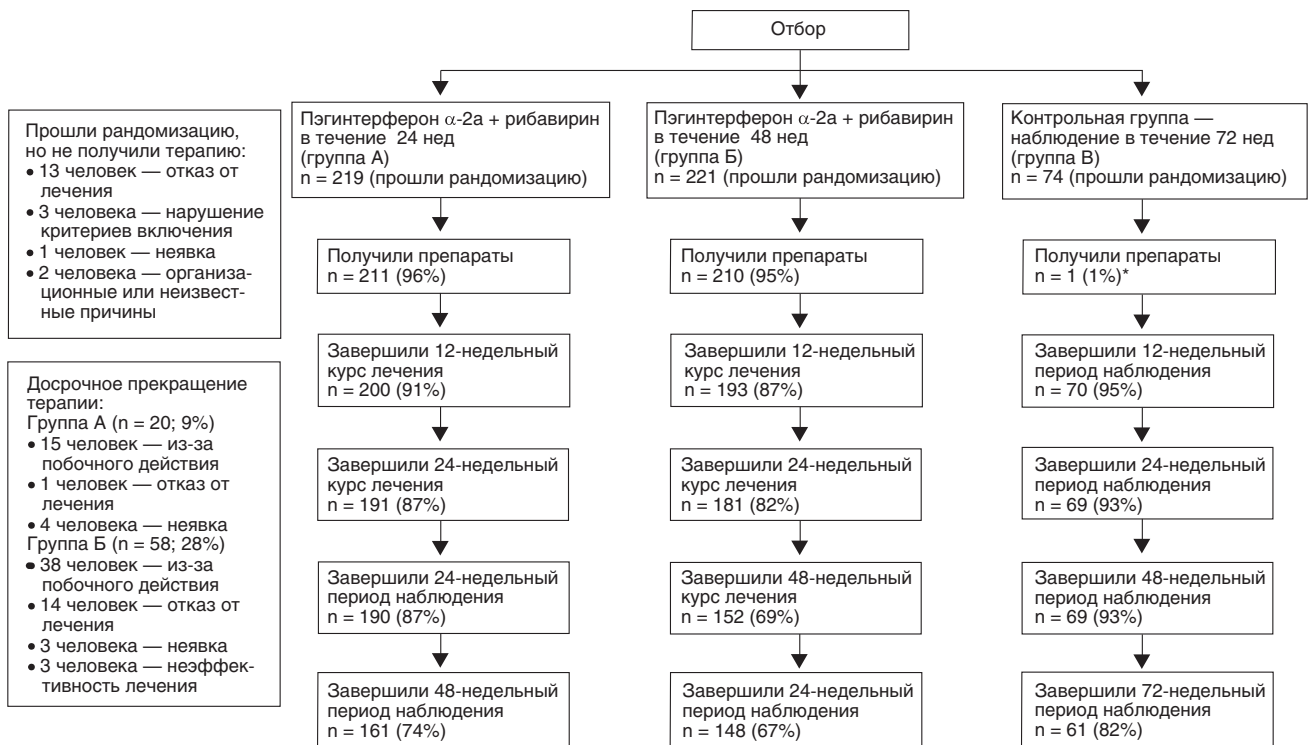 Отбор
Прошли рандомизацию,
но не получили терапию:
• 13 человек — отказ от
лечения
• 3 человека — нарушение
критериев включения
• 1 человек — неявка
• 2 человека — организа-
ционные или неизвест-
ные причины
Досрочное прекращение
терапии:
Группа А (n = 20; 9%)
• 15 человек — из-за
побочного действия
• 1 человек — отказ от
лечения
• 4 человека — неявка
Группа Б (n = 58; 28%)
• 38 человек — из-за
побочного действия
• 14 человек — отказ от
лечения
• 3 человека — неявка
• 3 человека — неэффек-
тивность лечения
Пэгинтерферон α-2а + рибавирин
в течение 24 нед
(группа А)
n = 219 (прошли рандомизацию)
Получили препараты
n = 211 (96%)
Завершили 12-недельный
курс лечения
n = 200 (91%)
Завершили 24-недельный
курс лечения
n = 191 (87%)
Завершили 24-недельный
период наблюдения
n = 190 (87%)
Завершили 48-недельный
период наблюдения
n = 161 (74%)
Пэгинтерферон α-2а + рибавирин
в течение 48 нед
(группа Б)
n = 221 (прошли рандомизацию)
Получили препараты
n = 210 (95%)
Завершили 12-недельный
курс лечения
n = 193 (87%)
Завершили 24-недельный
курс лечения
n = 181 (82%)
Завершили 48-недельный
курс лечения
n = 152 (69%)
Завершили 24-недельный
период наблюдения
n = 148 (67%)
Контрольная группа —
наблюдение в течение 72 нед
(группа В)
n = 74 (прошли рандомизацию)
Получили препараты
n = 1 (1%)*
Завершили 12-недельный
период наблюдения
n = 70 (95%)
Завершили 24-недельный
период наблюдения
n = 69 (93%)
Завершили 48-недельный
период наблюдения
n = 69 (93%)
Завершили 72-недельный
период наблюдения
n = 61 (82%)